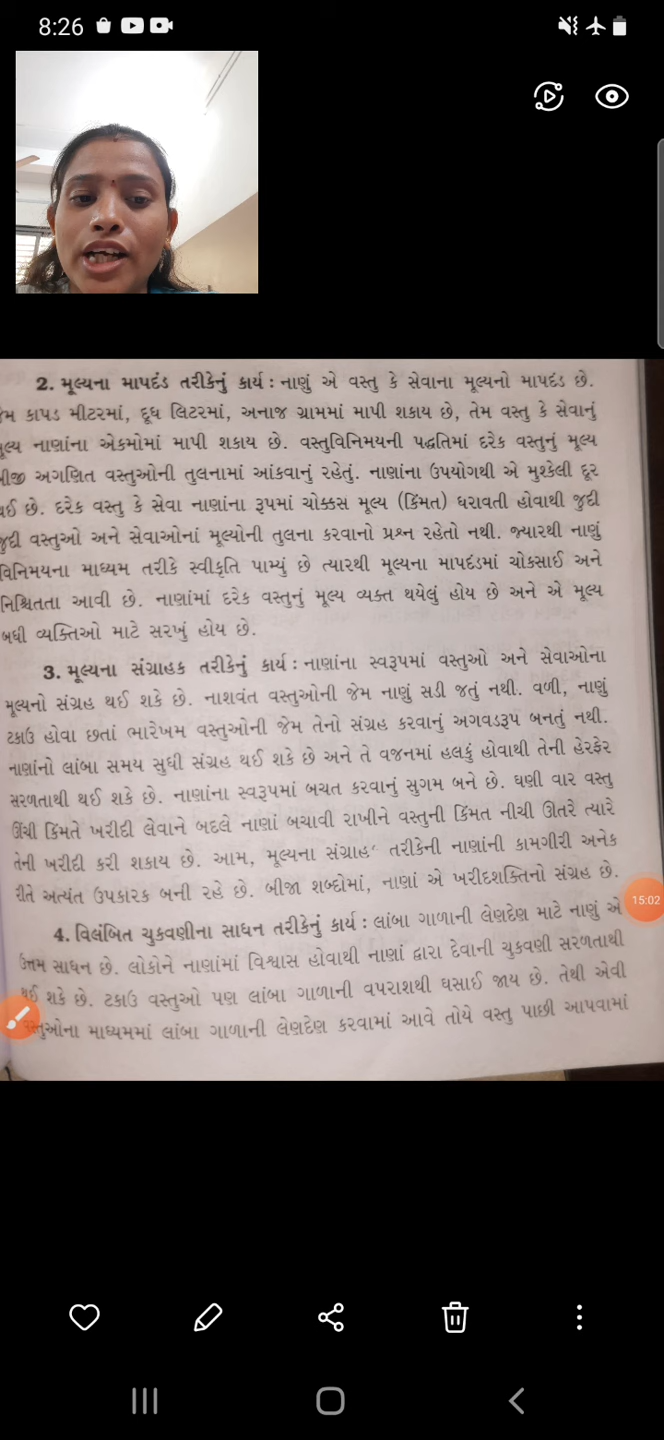 8:26
2. મૂલ્યના માપદંડ તરીકેનું કાર્ય : નાણું એ વસ્તુ કે સેવાના મૂલ્યનો માપદંડ છે.
કાપડ મીટરમાં, દૂધ લિટરમાં, અનાજ ગ્રામમાં માપી શકાય છે, તેમ વસ્તુ કે સેવાનું
નાણાંના એકમોમાં માપી શકાય છે. વસ્તુવિનિમયની પદ્ધતિમાં દરેક વસ્તુનું મૂલ્ય
અગણિત વસ્તુઓની તુલનામાં આંકવાનું રહેતું. નાણાંના ઉપયોગથી એ મુશ્કેલી દૂર
છે. દરેક વસ્તુ કે સેવા નાણાંના રૂપમાં ચોક્કસ મૂલ્ય (કિંમત) ધરાવતી હોવાથી જુદી
જુદી વસ્તુઓ અને સેવાઓનાં મૂલ્યોની તુલના કરવાનો પ્રશ્ન રહેતો નથી. જ્યારથી નાણું
વિનિમયના માધ્યમ તરીકે સ્વીકૃતિ પામ્યું છે ત્યારથી મૂલ્યના માપદંડમાં ચોકસાઈ અને
નિશ્ચિતતા આવી છે. નાણાંમાં દરેક વસ્તુનું મૂલ્ય વ્યક્ત થયેલું હોય છે અને એ મૂલ્ય
બધી વ્યક્તિઓ માટે સરખું હોય છે.
3. મૂલ્યના સંગ્રાહક તરીકેનું કાર્ય : નાણાંના સ્વરૂપમાં વસ્તુઓ અને સેવાઓના
મૂલ્યનો સંગ્રહ થઈ શકે છે. નાશવંત વસ્તુઓની જેમ નાણું સડી જતું નથી. વળી, નાણું
ટકાઉ હોવા છતાં ભારેખમ વસ્તુઓની જેમ તેનો સંગ્રહ કરવાનું અગવડરૂપ બનતું નથી.
નાણાંનો લાંબા સમય સુધી સંગ્રહ થઈ શકે છે અને તે વજનમાં હલકું હોવાથી તેની હેરફેર
સરળતાથી થઈ શકે છે. નાણાંના સ્વરૂપમાં બચત કરવાનું સુગમ બને છે. ઘણી વાર વસ્તુ
ઊંચી કિંમતે ખરીદી લેવાને બદલે નાણાં બચાવી રાખીને વસ્તુની કિંમત નીચી ઊતરે ત્યારે
તેની ખરીદી કરી શકાય છે. આમ, મૂલ્યના તરીકેની નાણાંની કામગીરી અનેક
રીતે અત્યંત ઉપકારક બની રહે છે. બીજા શબ્દોમાં, નાણાં એ ખરીદશક્તિનો સંગ્રહ છે.
15:02
4. વિલંબિત ચુકવણીના સાધન તરીકેનું કાર્ય : લાંબા ગાળાની લેણદેણ માટે નાણું એ
ઉત્તમ સાધન છે. લોકોને નાણાંમાં વિશ્વાસ હોવાથી નાણાં દ્વારા દેવાની ચુકવણી સરળતાથી
થઈ શકે છે. ટકાઉ વસ્તુઓ પણ લાંબા ગાળાની વપરાશથી ઘસાઈ જાય છે. તેથી એવી
માધ્યમમાં લાંબા ગાળાની લેણદેણ કરવામાં આવે તોયે વસ્તુ પાછી આપવામાં